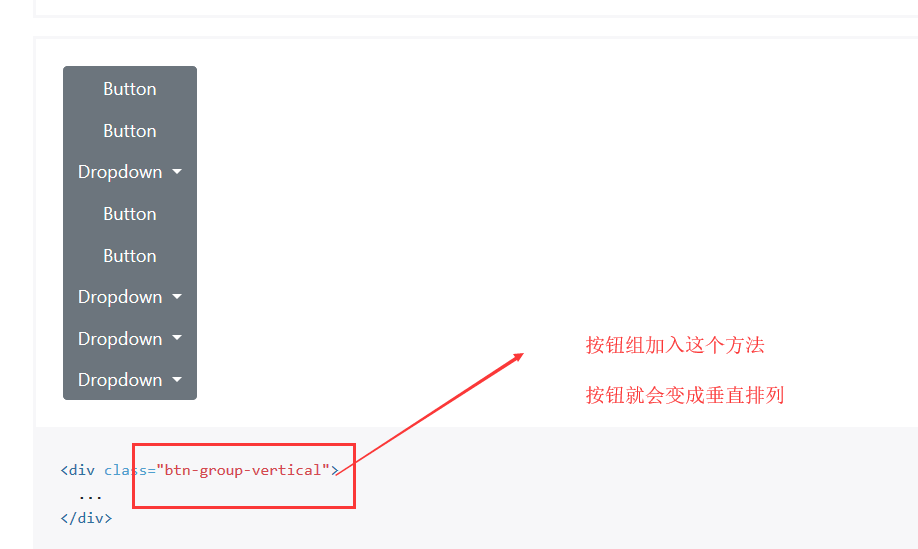 Button
Button
Dropdown
Button
Button
Dropdown
Dropdown
Dropdown
按钮组加入这个方法
按钮就会变成垂直排列
<div class="btn-group-vertical">
...
</div>